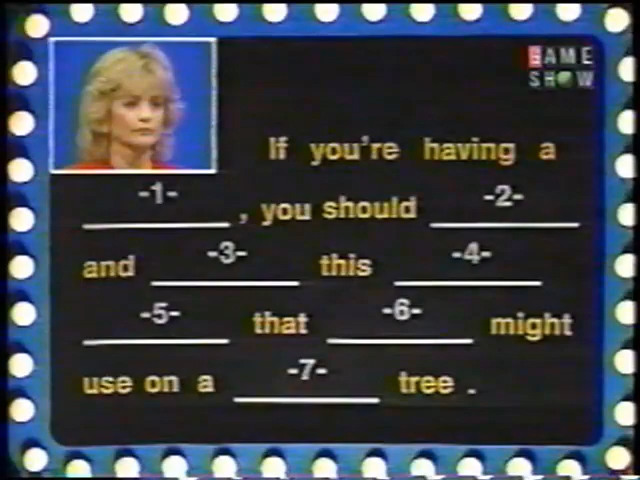 GAME
SHOW
If you're having a
-1- , you should -2-
and -3- this -4-
-5- that -6- might
use on a -7- tree .